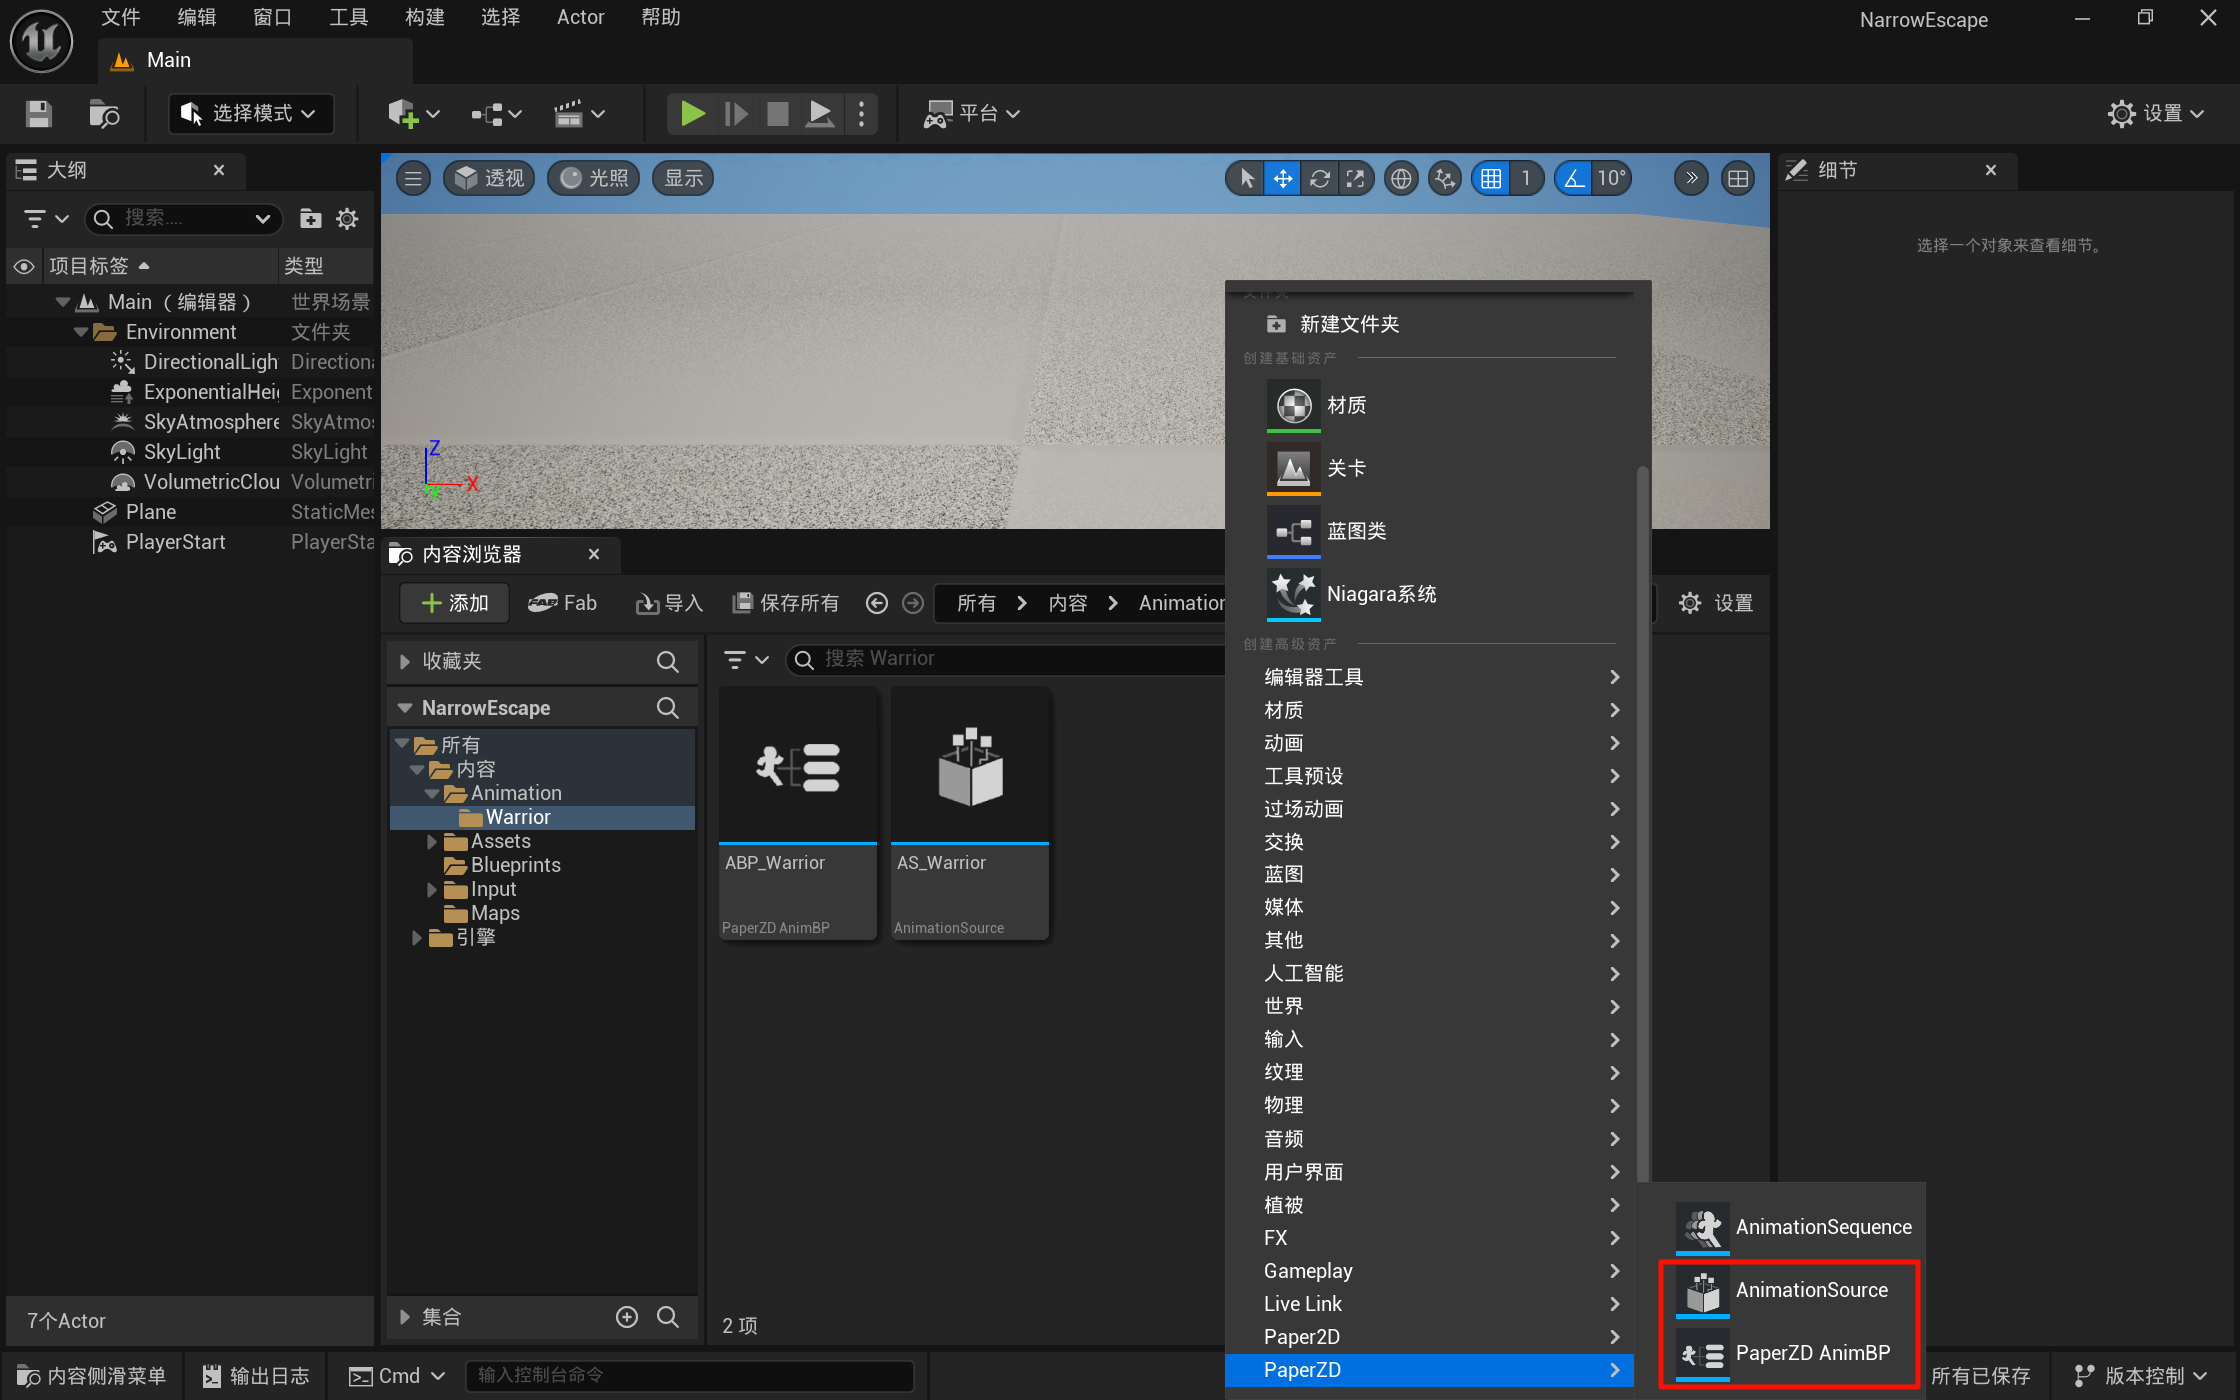 文件 编辑 窗口 工具 构建 选择 Actor 帮助
NarrowEscape
Main
选择模式
平台
设置
大纲
透视 光照 显示
1 10°
细节
搜索....
选择一个对象来查看细节。
项目标签 类型
Main（编辑器） 世界场景
Environment 文件夹
DirectionalLigh Directiona
ExponentialHei Exponent
SkyAtmosphere SkyAtmo
SkyLight SkyLight
VolumetricClou Volumetri
Plane StaticMe
PlayerStart PlayerSta
Z
X
Y
文件夹
新建文件夹
创建基础资产
材质
关卡
蓝图类
Niagara系统
创建高级资产
编辑器工具
材质
动画
工具预设
过场动画
交换
蓝图
媒体
其他
人工智能
世界
输入
纹理
物理
音频
用户界面
植被
FX
Gameplay
Live Link
Paper2D
PaperZD
AnimationSequence
AnimationSource
PaperZD AnimBP
内容浏览器
添加 Fab 导入 保存所有 所有 内容 Animation 设置
收藏夹
搜索 Warrior
NarrowEscape
所有
内容
Animation
Warrior
Assets
Blueprints
Input
Maps
引擎
ABP_Warrior
PaperZD AnimBP
AS_Warrior
AnimationSource
集合
2 项
7个Actor
内容侧滑菜单 输出日志 Cmd 输入控制台命令 所有已保存 版本控制